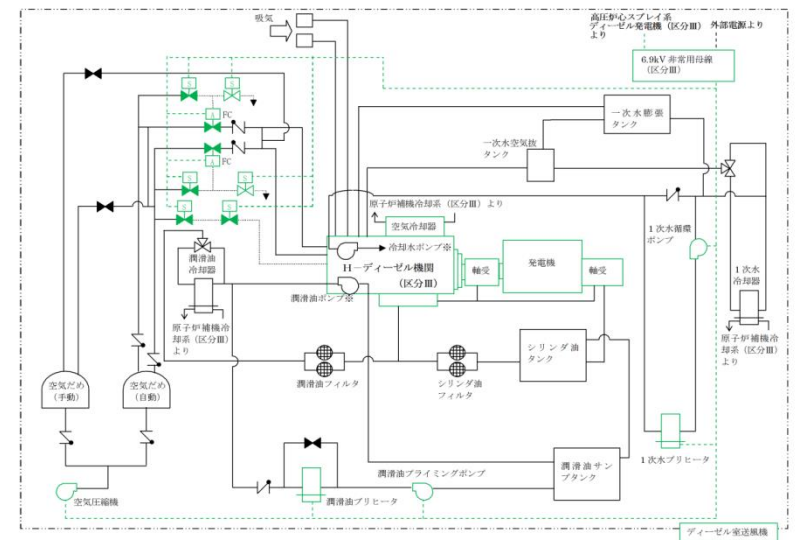 吸気
高圧炉心スプレイ系
ディーゼル発電機(区分Ⅲ)
より
外部電源より
6.9kV 非常用母線
(区分Ⅲ)
S
S
A
FC
A
FC
S
S
S
S
一次水膨張
タンク
一次水空気抜
タンク
原子炉補機冷却系(区分Ⅲ)より
空気冷却器
冷却水ポンプ※
H-ディーゼル機関
(区分Ⅲ)
潤滑油ポンプ※
軸受
発電機
軸受
1次水循環
ポンプ
1次水
冷却器
原子炉補機冷
却系(区分Ⅲ)
より
潤滑油
冷却器
原子炉補機冷
却系(区分Ⅲ)
より
シリンダ油
タンク
潤滑油フィルタ
シリンダ油
フィルタ
空気だめ
(手動)
空気だめ
(自動)
1次水プリヒータ
潤滑油サン
プタンク
潤滑油プライミングポンプ
空気圧縮機
潤滑油プリヒータ
ディーゼル室送風機